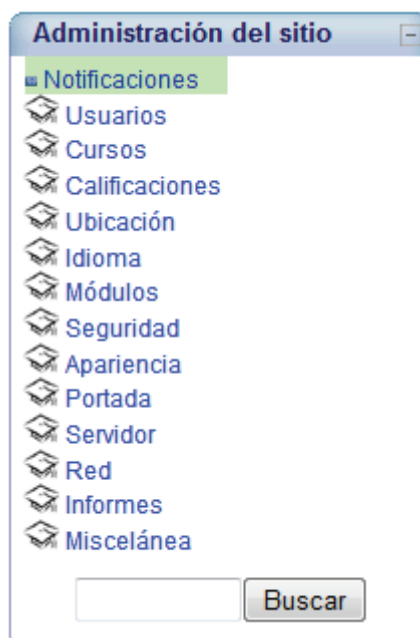 Administración del sitio
Notificaciones
Usuarios
Cursos
Calificaciones
Ubicación
Idioma
Módulos
Seguridad
Apariencia
Portada
Servidor
Red
Informes
Miscelánea
Buscar